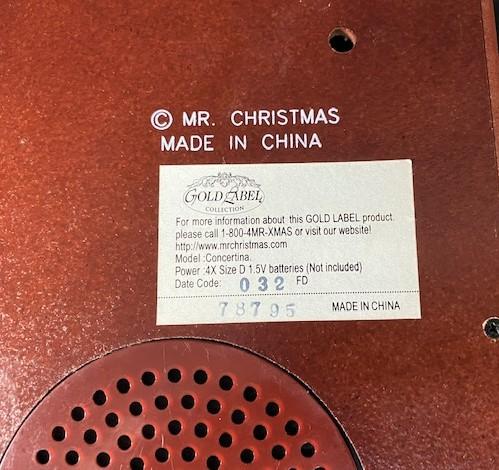 © MR. CHRISTMAS
MADE IN CHINA
GOLD LABEL
COLLECTION
For more information about this GOLD LABEL product.
please call 1-800-4MR-XMAS or visit our website!
http://www.mrchristmas.com
Model :Concertina.
Power :4X Size D 1.5V batteries (Not included)
Date Code: 032 FD
78795 MADE IN CHINA